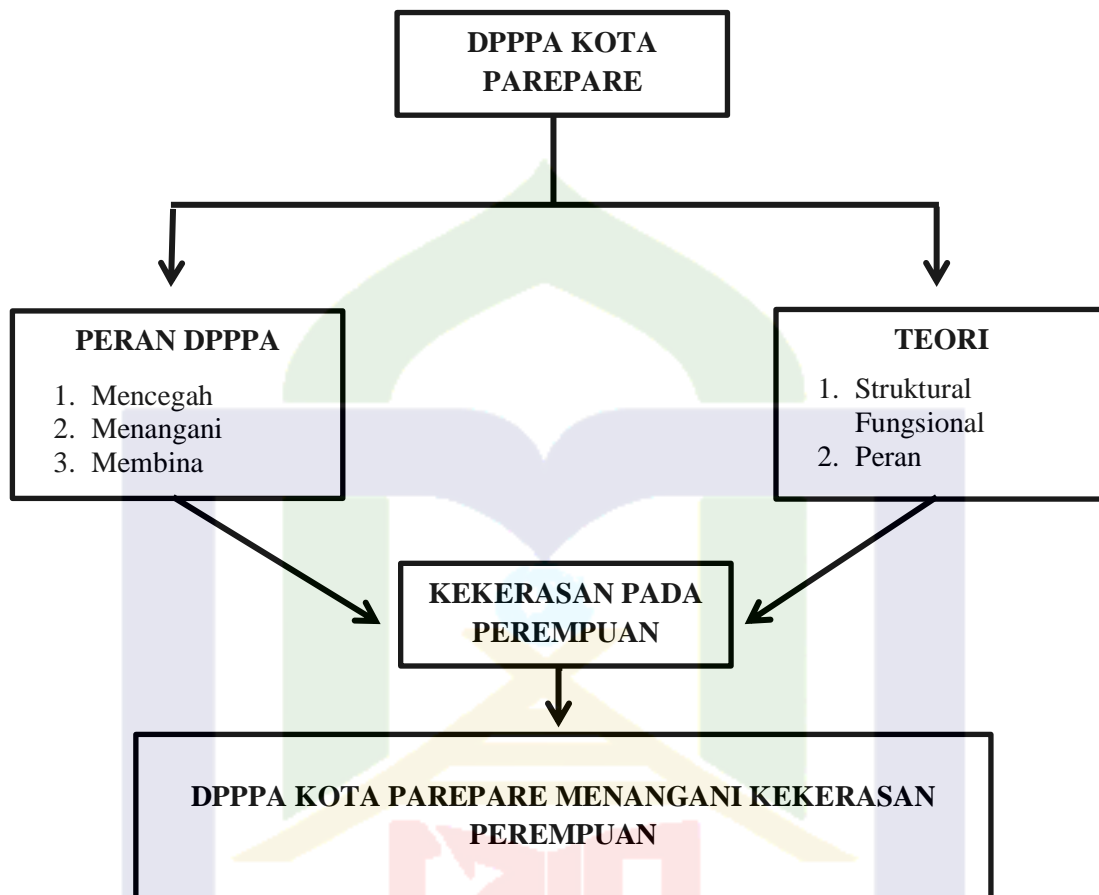 DPPPA KOTA
PAREPARE
PERAN DPPPA
1. Mencegah
2. Menangani
3. Membina
TEORI
1. Struktural
Fungsional
2. Peran
KEKERASAN PADA
PEREMPUAN
DPPPA KOTA PAREPARE MENANGANI KEKERASAN
PEREMPUAN